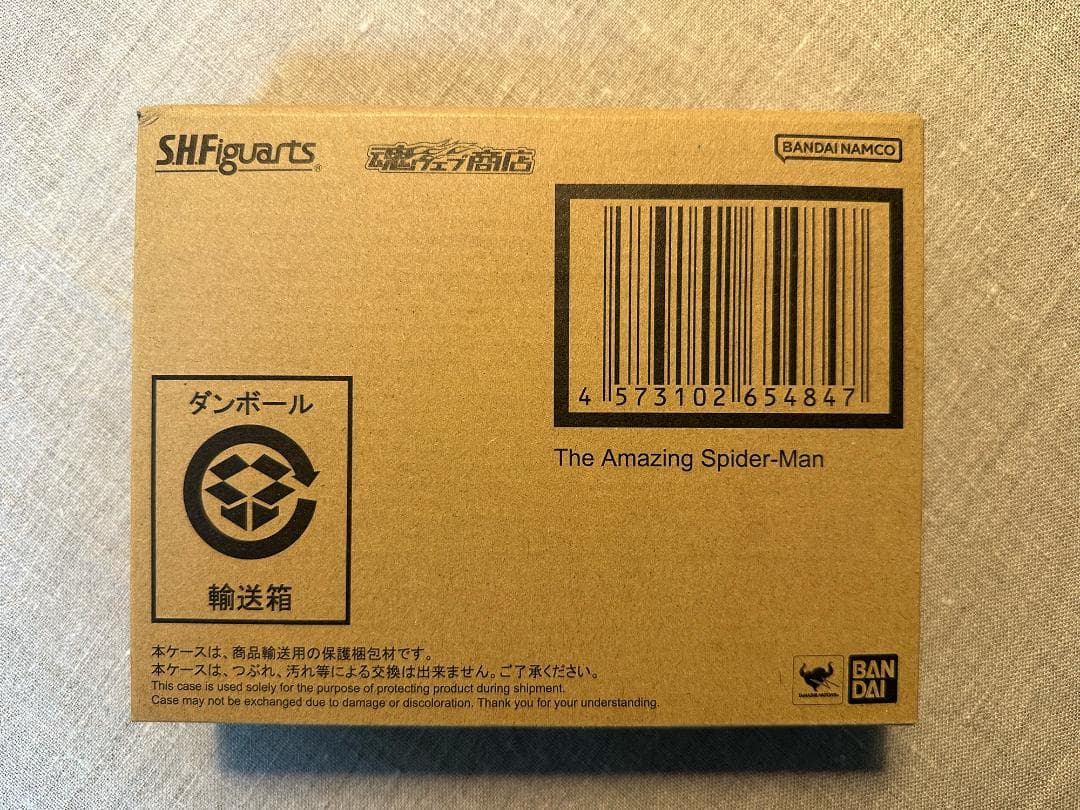 S.H.Figuarts®
魂ウェブ商店
BANDAI NAMCO
4 573102 654847
The Amazing Spider-Man
ダンボール
輸送箱
本ケースは、商品輸送用の保護梱包材です。
本ケースは、つぶれ、汚れ等による交換は出来ません。ご了承ください。
This case is used solely for the purpose of protecting product during shipment.
Case may not be exchanged due to damage or discoloration. Thank you for your understanding.
BAN
DAI